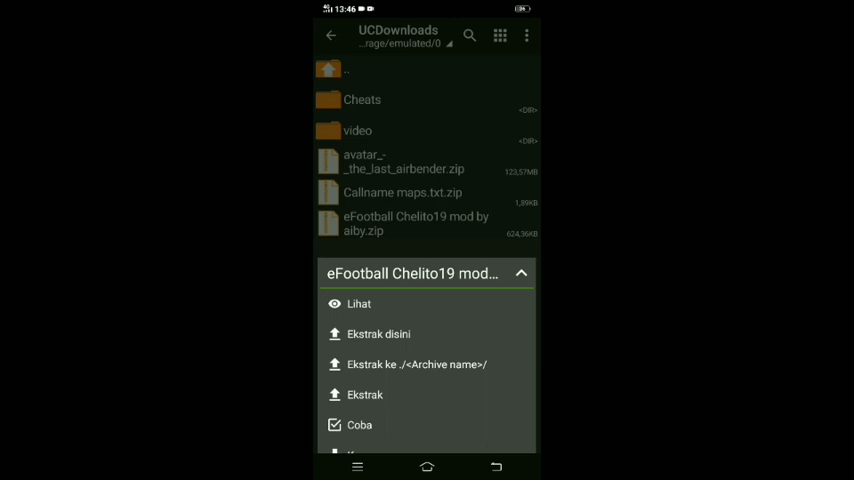 13:46
UCDownloads
...rage/emulated/0
..
Cheats
<DIR>
video
<DIR>
avatar_-
_the_last_airbender.zip
123,57MB
Callname maps.txt.zip
1,89KB
eFootball Chelito19 mod by
aiby.zip
624,36KB
eFootball Chelito19 mod...
Lihat
Ekstrak disini
Ekstrak ke ./<Archive name>/
Ekstrak
Coba